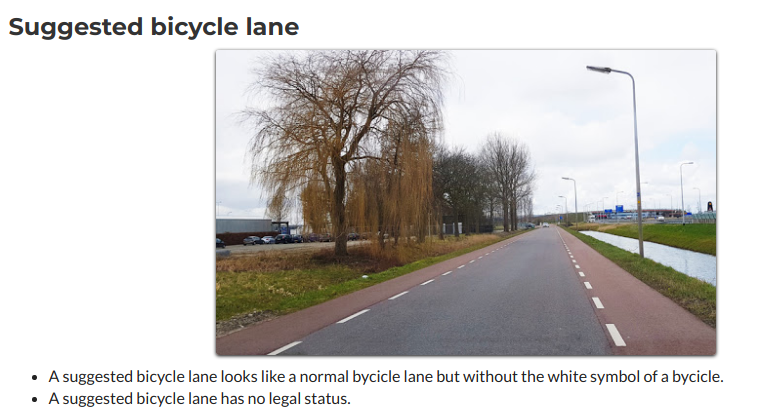 Suggested bicycle lane
A suggested bicycle lane looks like a normal bycicle lane but without the white symbol of a bycicle.
A suggested bicycle lane has no legal status.